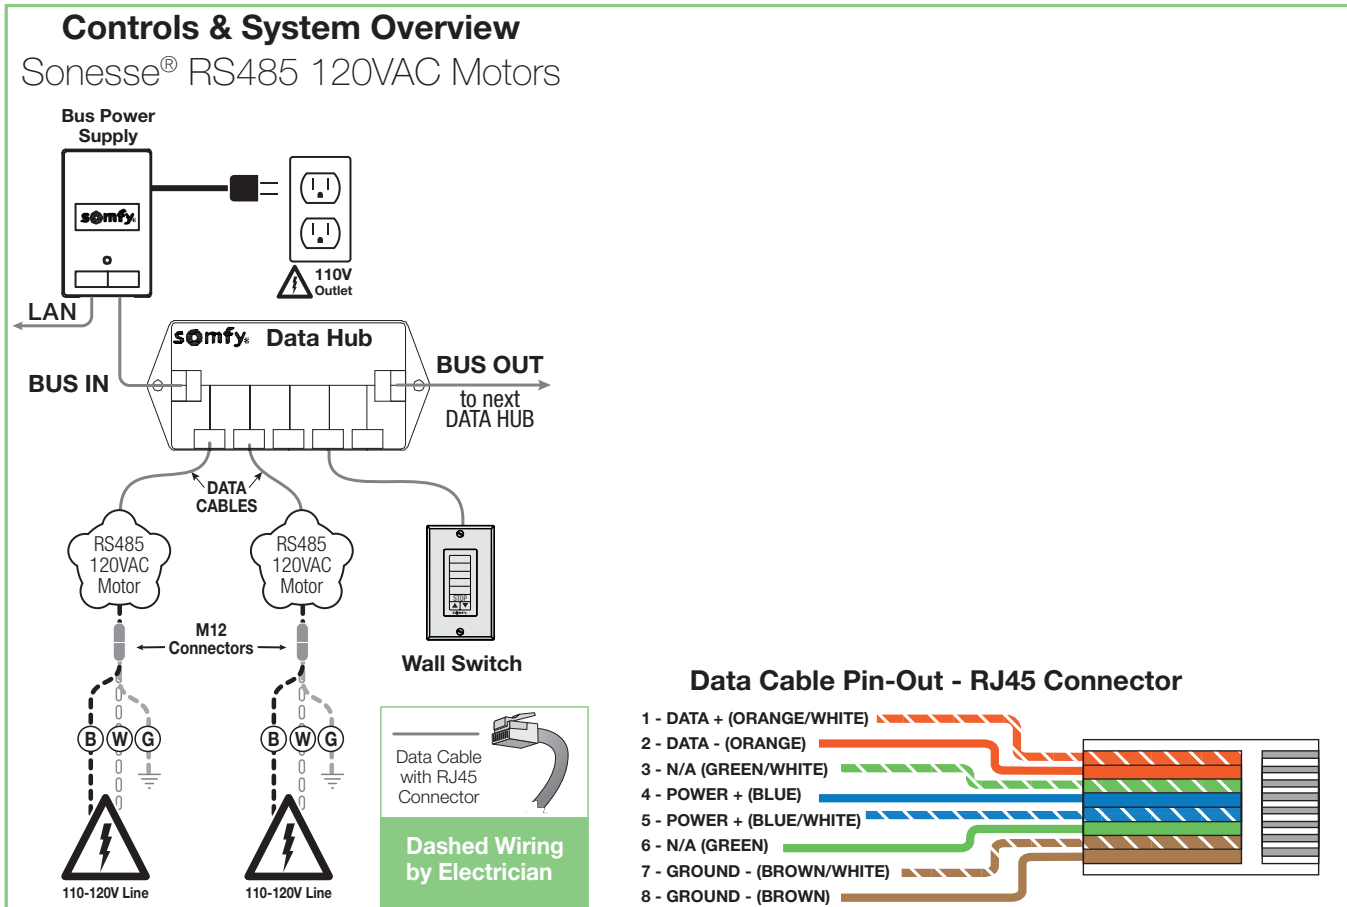 Controls & System Overview
Sonesse® RS485 120VAC Motors
Bus Power
Supply
somfy®
110V
Outlet
LAN
somfy® Data Hub
BUS IN
BUS OUT
to next
DATA HUB
DATA
CABLES
RS485
120VAC
Motor
RS485
120VAC
Motor
STOP
somfy
M12
Connectors
Wall Switch
B W G
B W G
110-120V Line
110-120V Line
Data Cable
with RJ45
Connector
Dashed Wiring
by Electrician
Data Cable Pin-Out - RJ45 Connector
1 - DATA + (ORANGE/WHITE)
2 - DATA - (ORANGE)
3 - N/A (GREEN/WHITE)
4 - POWER + (BLUE)
5 - POWER + (BLUE/WHITE)
6 - N/A (GREEN)
7 - GROUND - (BROWN/WHITE)
8 - GROUND - (BROWN)